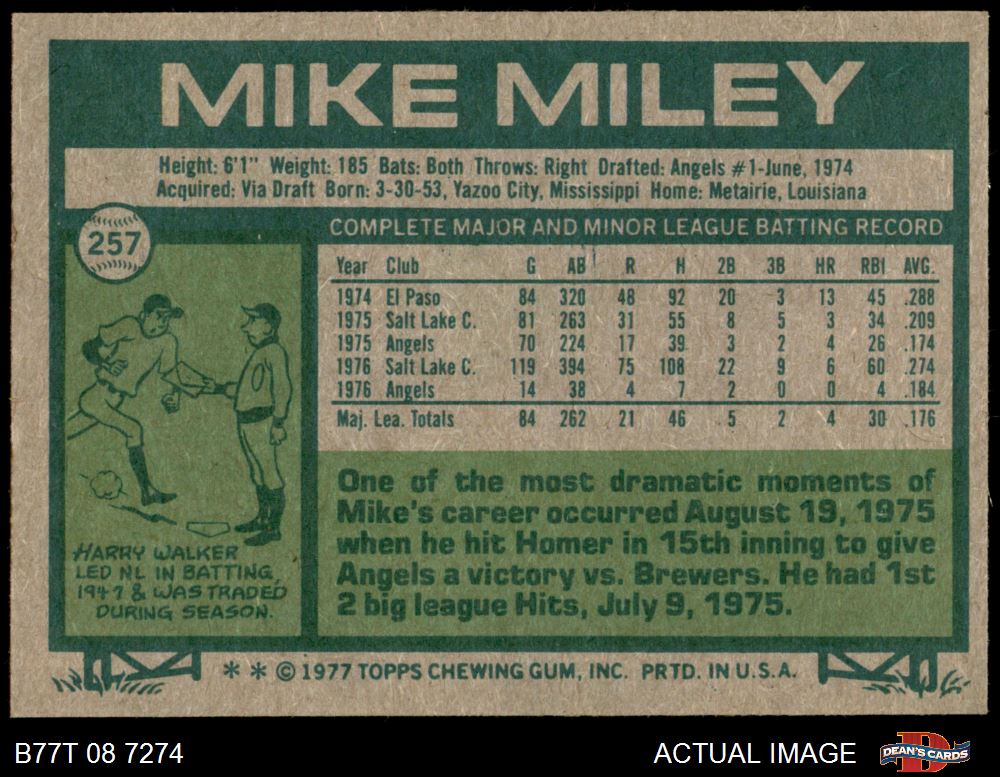 MIKE MILEY
Height: 6'1" Weight: 185 Bats: Both Throws: Right Drafted: Angels #1-June, 1974
Acquired: Via Draft Born: 3-30-53, Yazoo City, Mississippi Home: Metairie, Louisiana
257
COMPLETE MAJOR AND MINOR LEAGUE BATTING RECORD
Year Club G AB R H 2B 3B HR RBI AVG.
1974 El Paso 84 320 48 92 20 3 13 45 .288
1975 Salt Lake C. 81 263 31 55 8 5 3 34 .209
1975 Angels 70 224 17 39 3 2 4 26 .174
1976 Salt Lake C. 119 394 75 108 22 9 6 60 .274
1976 Angels 14 38 4 7 2 0 0 4 .184
Maj. Lea. Totals 84 262 21 46 5 2 4 30 .176
HARRY WALKER
LED NL IN BATTING,
1947 & WAS TRADED
DURING SEASON.
One of the most dramatic moments of
Mike's career occurred August 19, 1975
when he hit Homer in 15th inning to give
Angels a victory vs. Brewers. He had 1st
2 big league Hits, July 9, 1975.
* * © 1977 TOPPS CHEWING GUM, INC. PRTD. IN U.S.A.
B77T 08 7274
ACTUAL IMAGE
DEAN'S CARDS